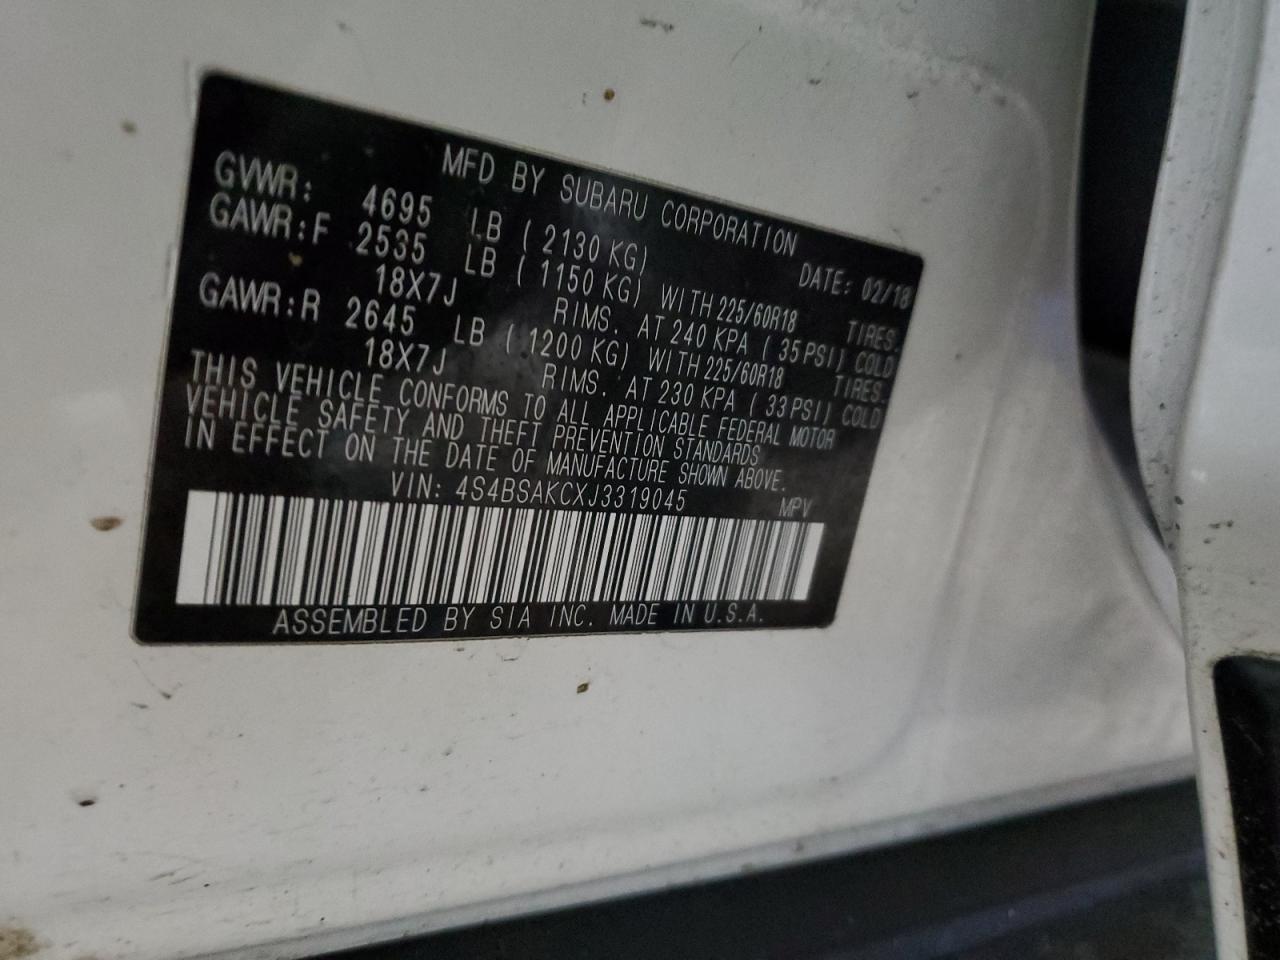 MFD BY SUBARU CORPORATION DATE: 02/18
GVWR: 4695 LB ( 2130 KG)
GAWR:F 2535 LB ( 1150 KG) WITH 225/60R18 TIRES.
18X7J RIMS. AT 240 KPA ( 35 PSI) COLD
GAWR:R 2645 LB ( 1200 KG) WITH 225/60R18 TIRES.
18X7J RIMS. AT 230 KPA ( 33 PSI) COLD
THIS VEHICLE CONFORMS TO ALL APPLICABLE FEDERAL MOTOR
VEHICLE SAFETY AND THEFT PREVENTION STANDARDS
IN EFFECT ON THE DATE OF MANUFACTURE SHOWN ABOVE.
VIN: 4S4BSAKCXJ3319045 MPV
ASSEMBLED BY SIA INC. MADE IN U.S.A.